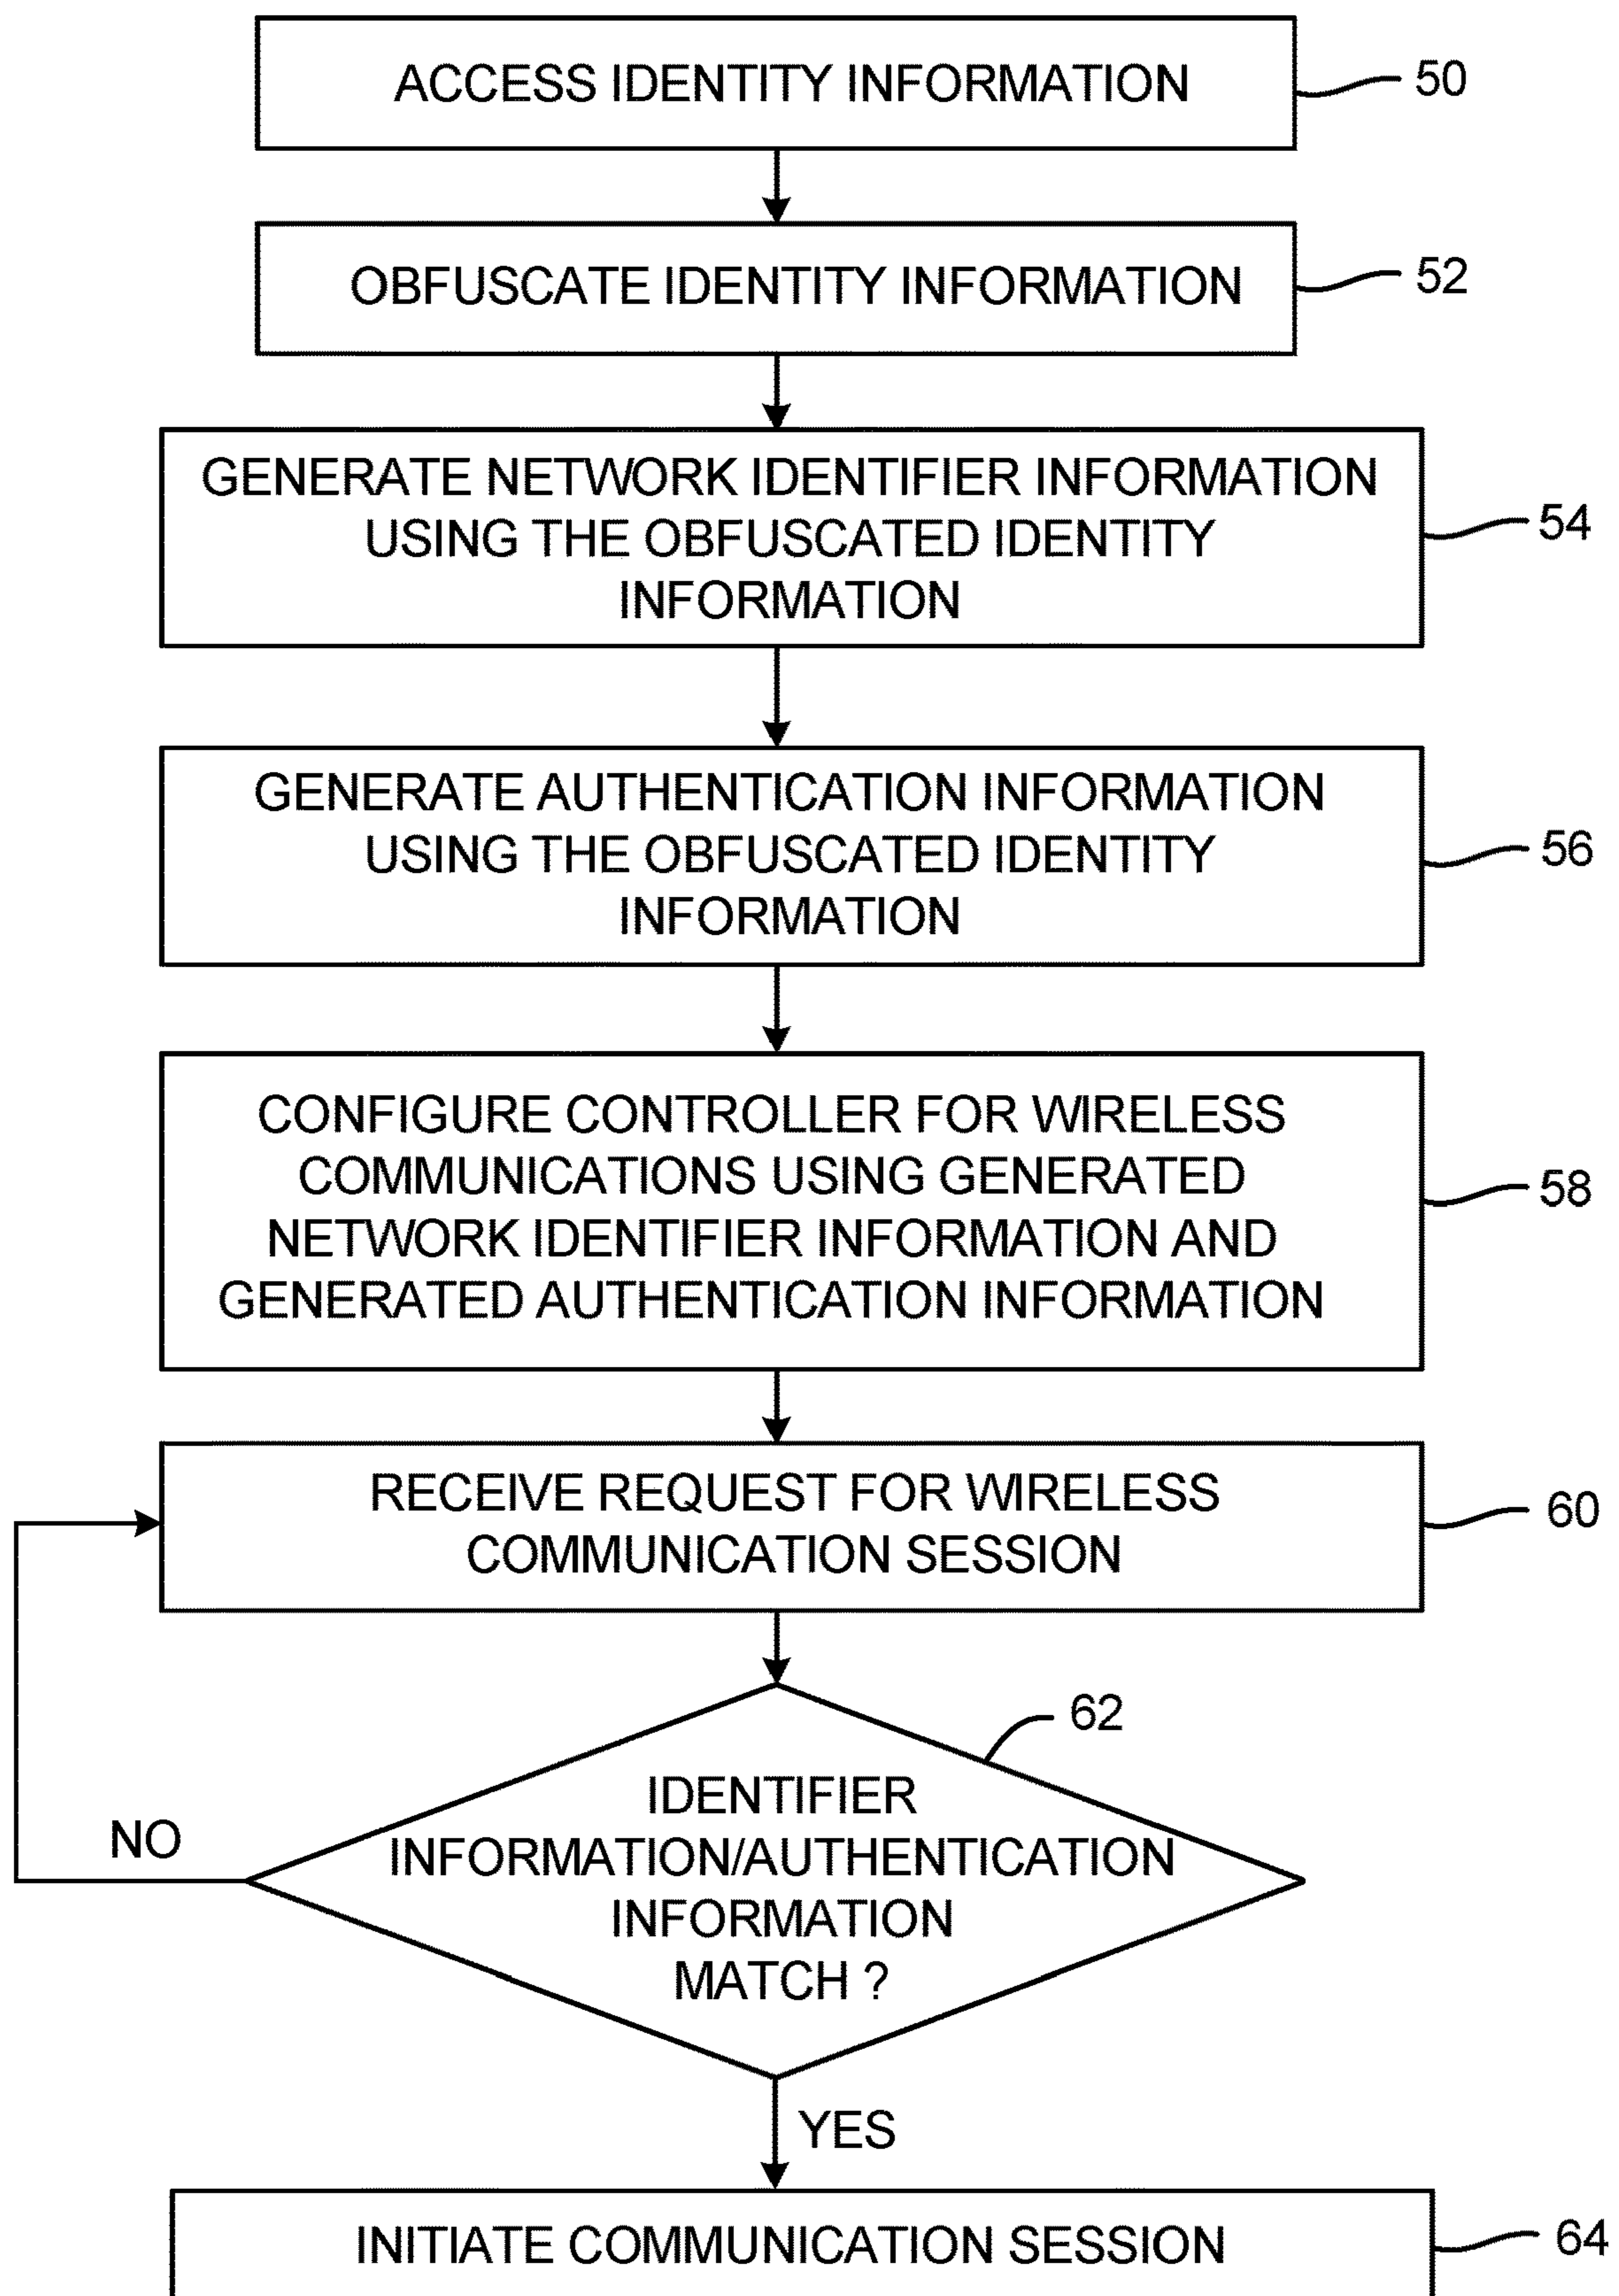 ACCESS IDENTITY INFORMATION
50
OBFUSCATE IDENTITY INFORMATION
52
GENERATE NETWORK IDENTIFIER INFORMATION
USING THE OBFUSCATED IDENTITY
INFORMATION
54
GENERATE AUTHENTICATION INFORMATION
USING THE OBFUSCATED IDENTITY
INFORMATION
56
CONFIGURE CONTROLLER FOR WIRELESS
COMMUNICATIONS USING GENERATED
NETWORK IDENTIFIER INFORMATION AND
GENERATED AUTHENTICATION INFORMATION
58
RECEIVE REQUEST FOR WIRELESS
COMMUNICATION SESSION
60
62
IDENTIFIER
INFORMATION/AUTHENTICATION
INFORMATION
MATCH ?
NO
YES
INITIATE COMMUNICATION SESSION
64